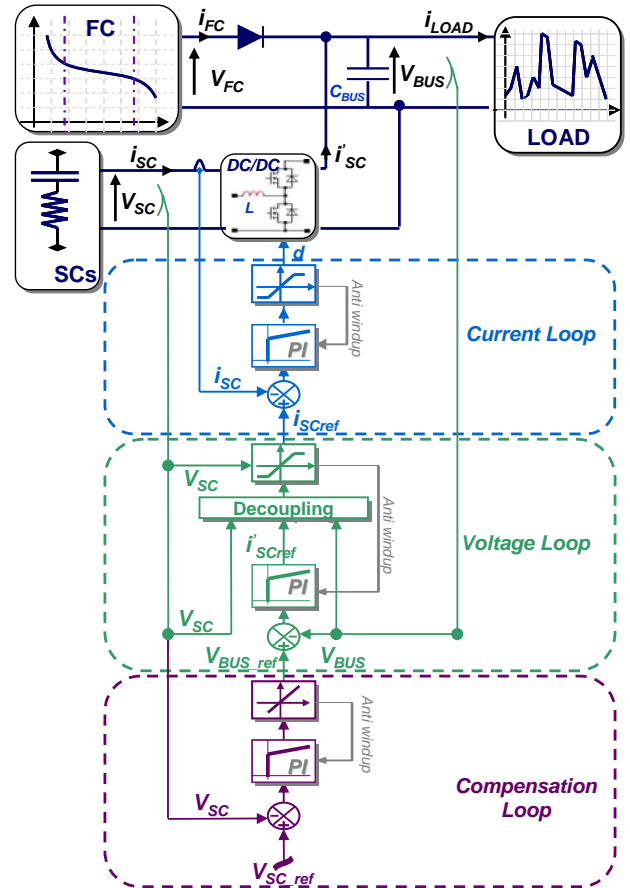 FC
i_FC
i_LOAD
V_FC
C_BUS
V_BUS
LOAD
i_SC
DC/DC
i'_SC
V_SC
L
SCs
d
Anti windup
PI
Current Loop
i_SC
-
+
i_SCref
V_SC
Decoupling
Anti windup
i'_SCref
Voltage Loop
PI
V_SC
-
+
V_BUS_ref
V_BUS
Anti windup
PI
Compensation
Loop
V_SC
-
+
V_SC_ref